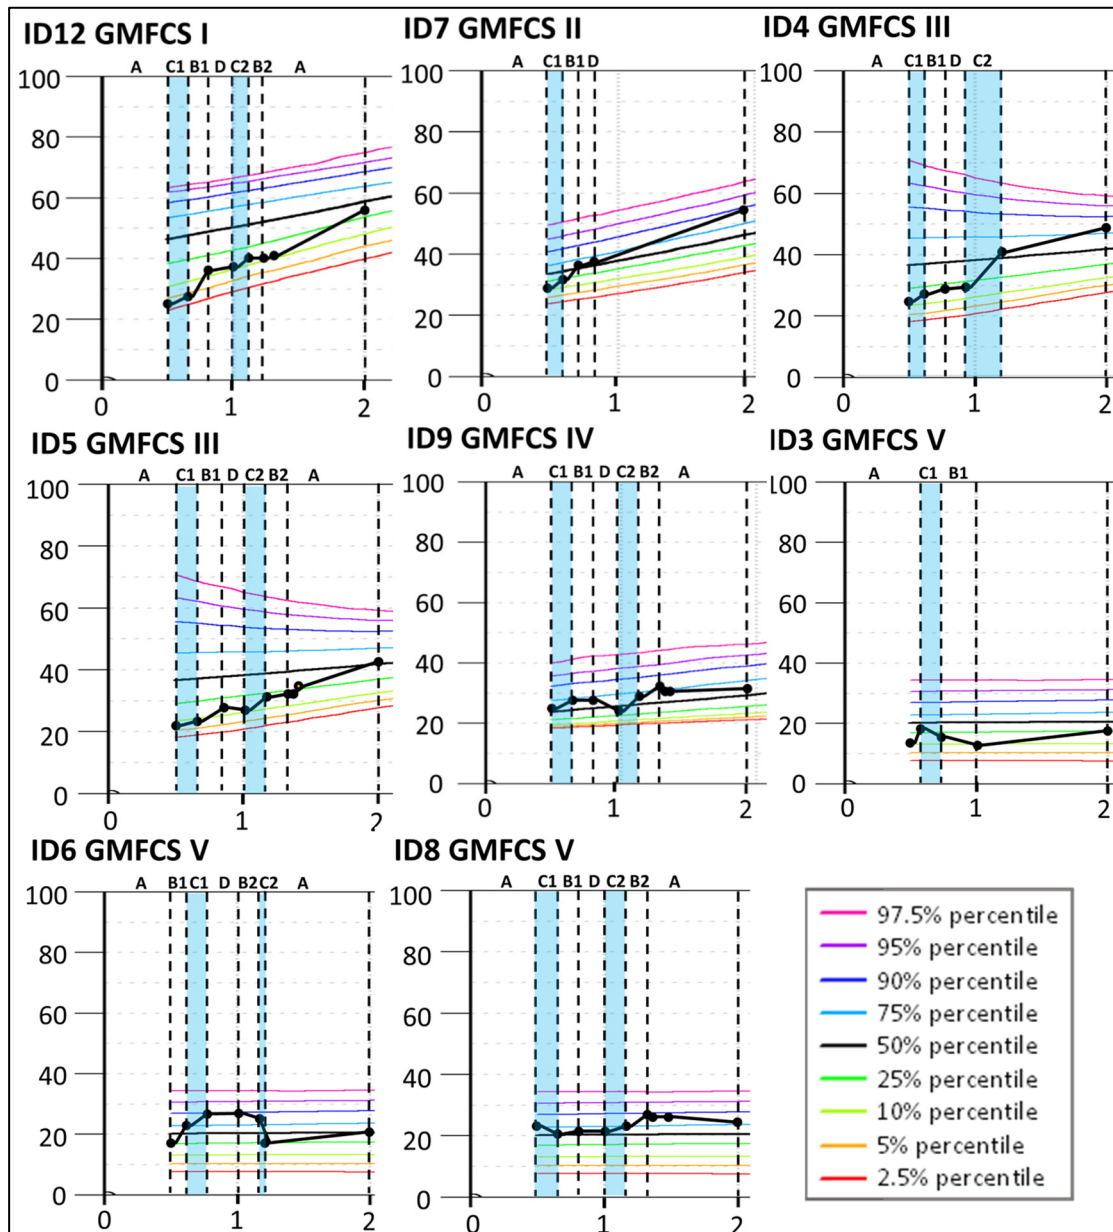 ID12 GMFCS I
A C1 B1 D C2 B2 A
100
80
60
40
20
0
0 1 2
ID7 GMFCS II
A C1 B1 D
100
80
60
40
20
0
0 1 2
ID4 GMFCS III
A C1 B1 D C2
100
80
60
40
20
0
0 1 2
ID5 GMFCS III
A C1 B1 D C2 B2 A
100
80
60
40
20
0
0 1 2
ID9 GMFCS IV
A C1 B1 D C2 B2 A
100
80
60
40
20
0
0 1 2
ID3 GMFCS V
A C1 B1
100
80
60
40
20
0
0 1 2
ID6 GMFCS V
A B1 C1 D B2 C2 A
100
80
60
40
20
0
0 1 2
ID8 GMFCS V
A C1 B1 D C2 B2 A
100
80
60
40
20
0
0 1 2
97.5% percentile
95% percentile
90% percentile
75% percentile
50% percentile
25% percentile
10% percentile
5% percentile
2.5% percentile